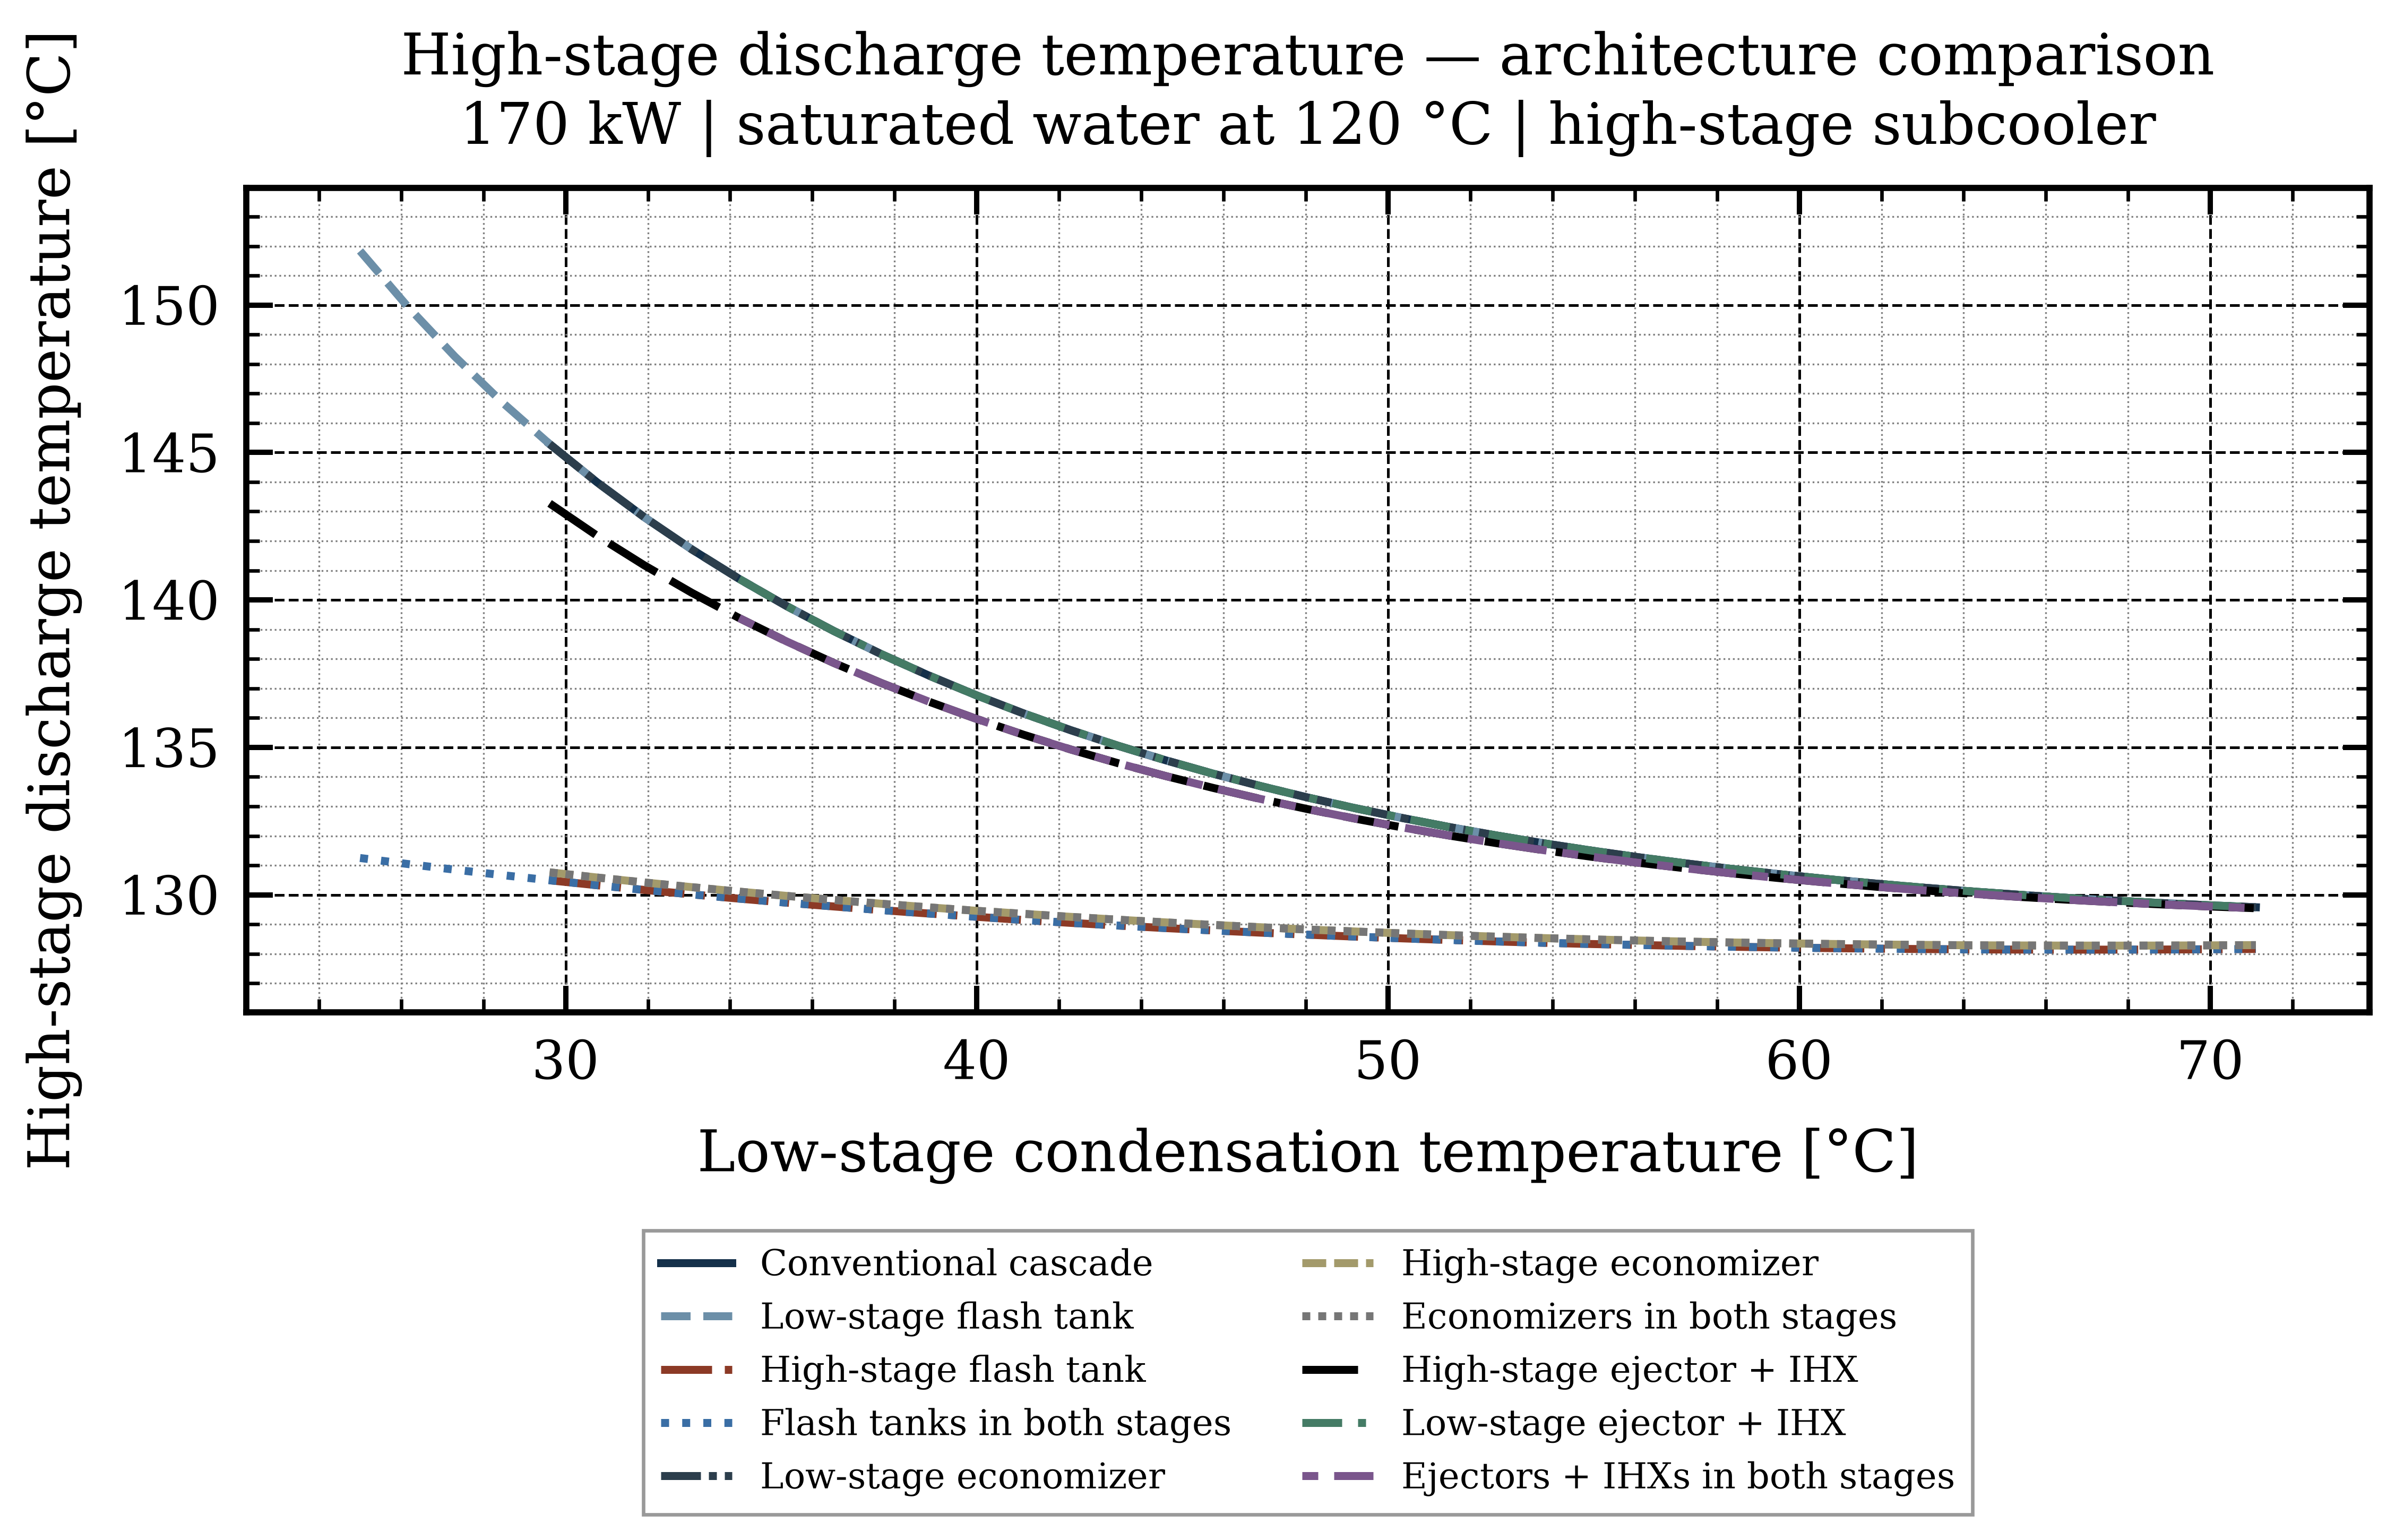 High-stage discharge temperature — architecture comparison
170 kW | saturated water at 120 °C | high-stage subcooler
High-stage discharge temperature [°C]
150
145
140
135
130
30 40 50 60 70
Low-stage condensation temperature [°C]
Conventional cascade
Low-stage flash tank
High-stage flash tank
Flash tanks in both stages
Low-stage economizer
High-stage economizer
Economizers in both stages
High-stage ejector + IHX
Low-stage ejector + IHX
Ejectors + IHXs in both stages